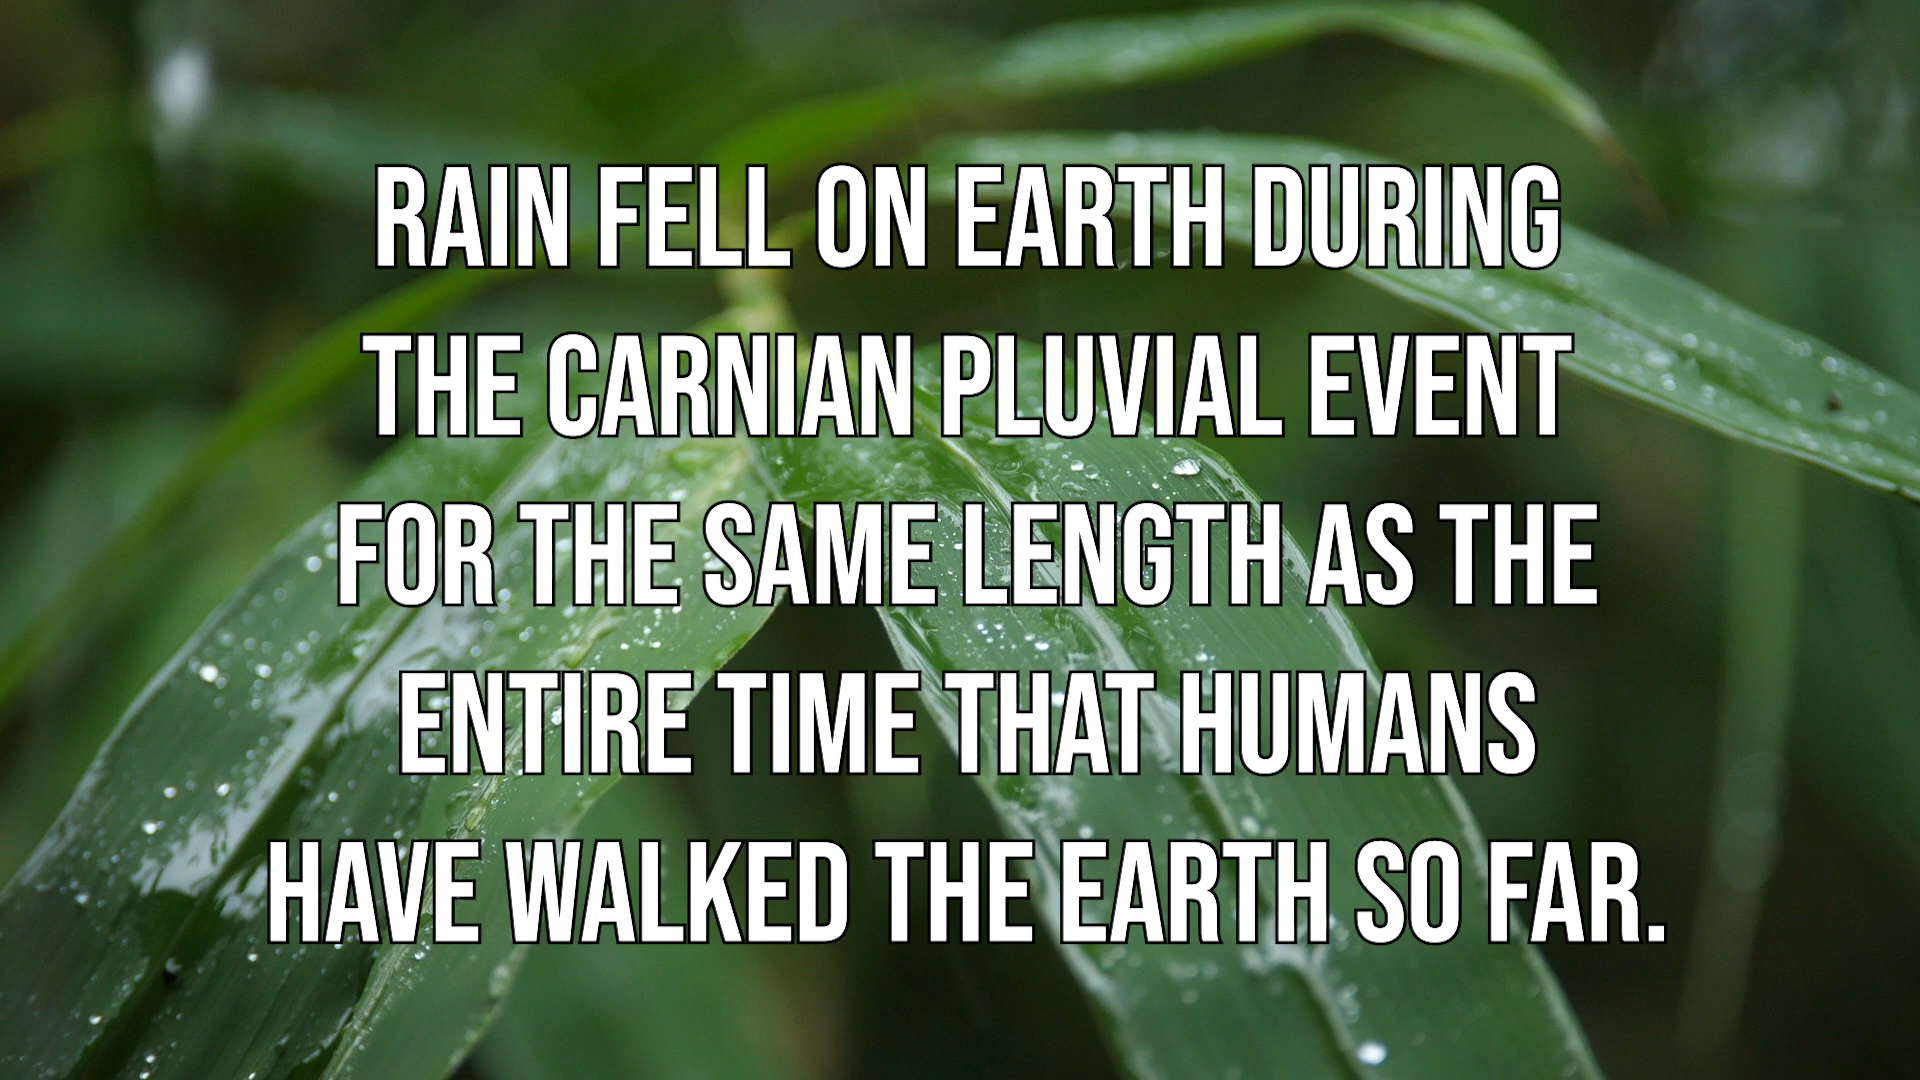 RAIN FELL ON EARTH DURING
THE CARNIAN PLUVIAL EVENT
FOR THE SAME LENGTH AS THE
ENTIRE TIME THAT HUMANS
HAVE WALKED THE EARTH SO FAR.